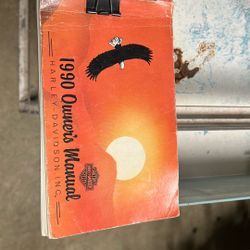 1990 Owner's Manual
HARLEY-DAVIDSON INC.